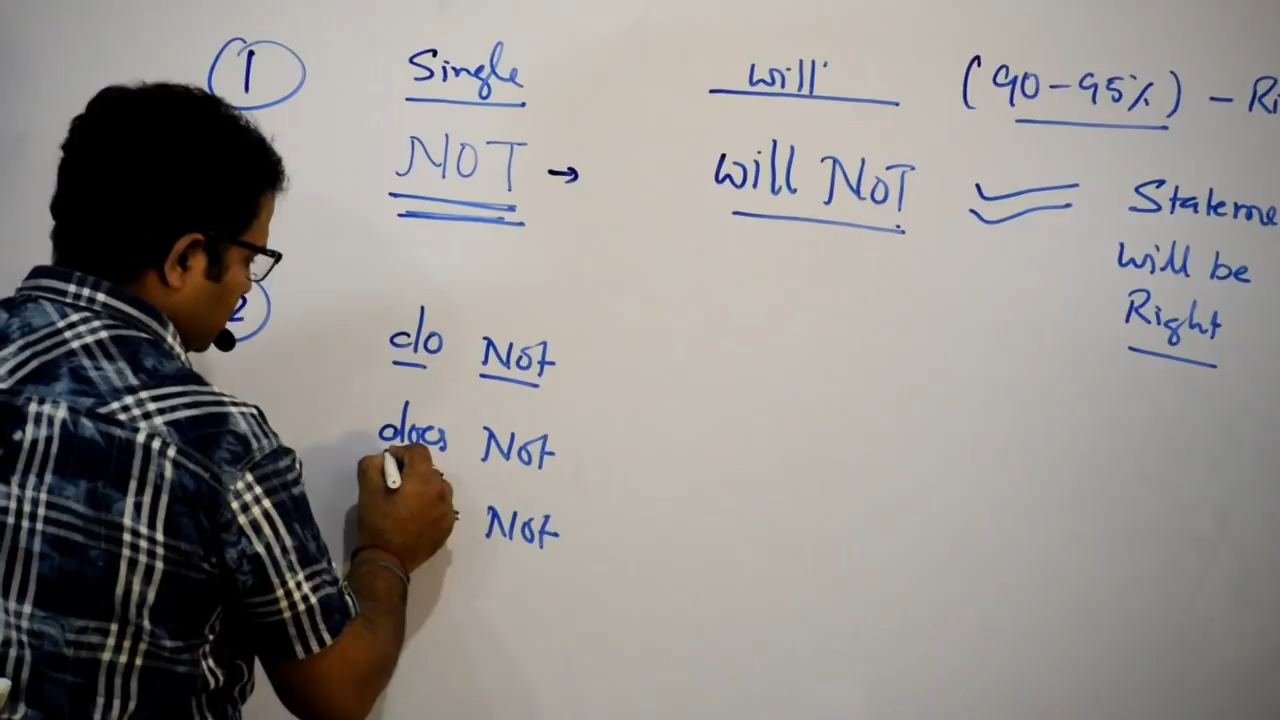 1 Single will (90-95%) - Ri
NOT → will NOT Stateme
will be
Right
2
do Not
does Not
Not